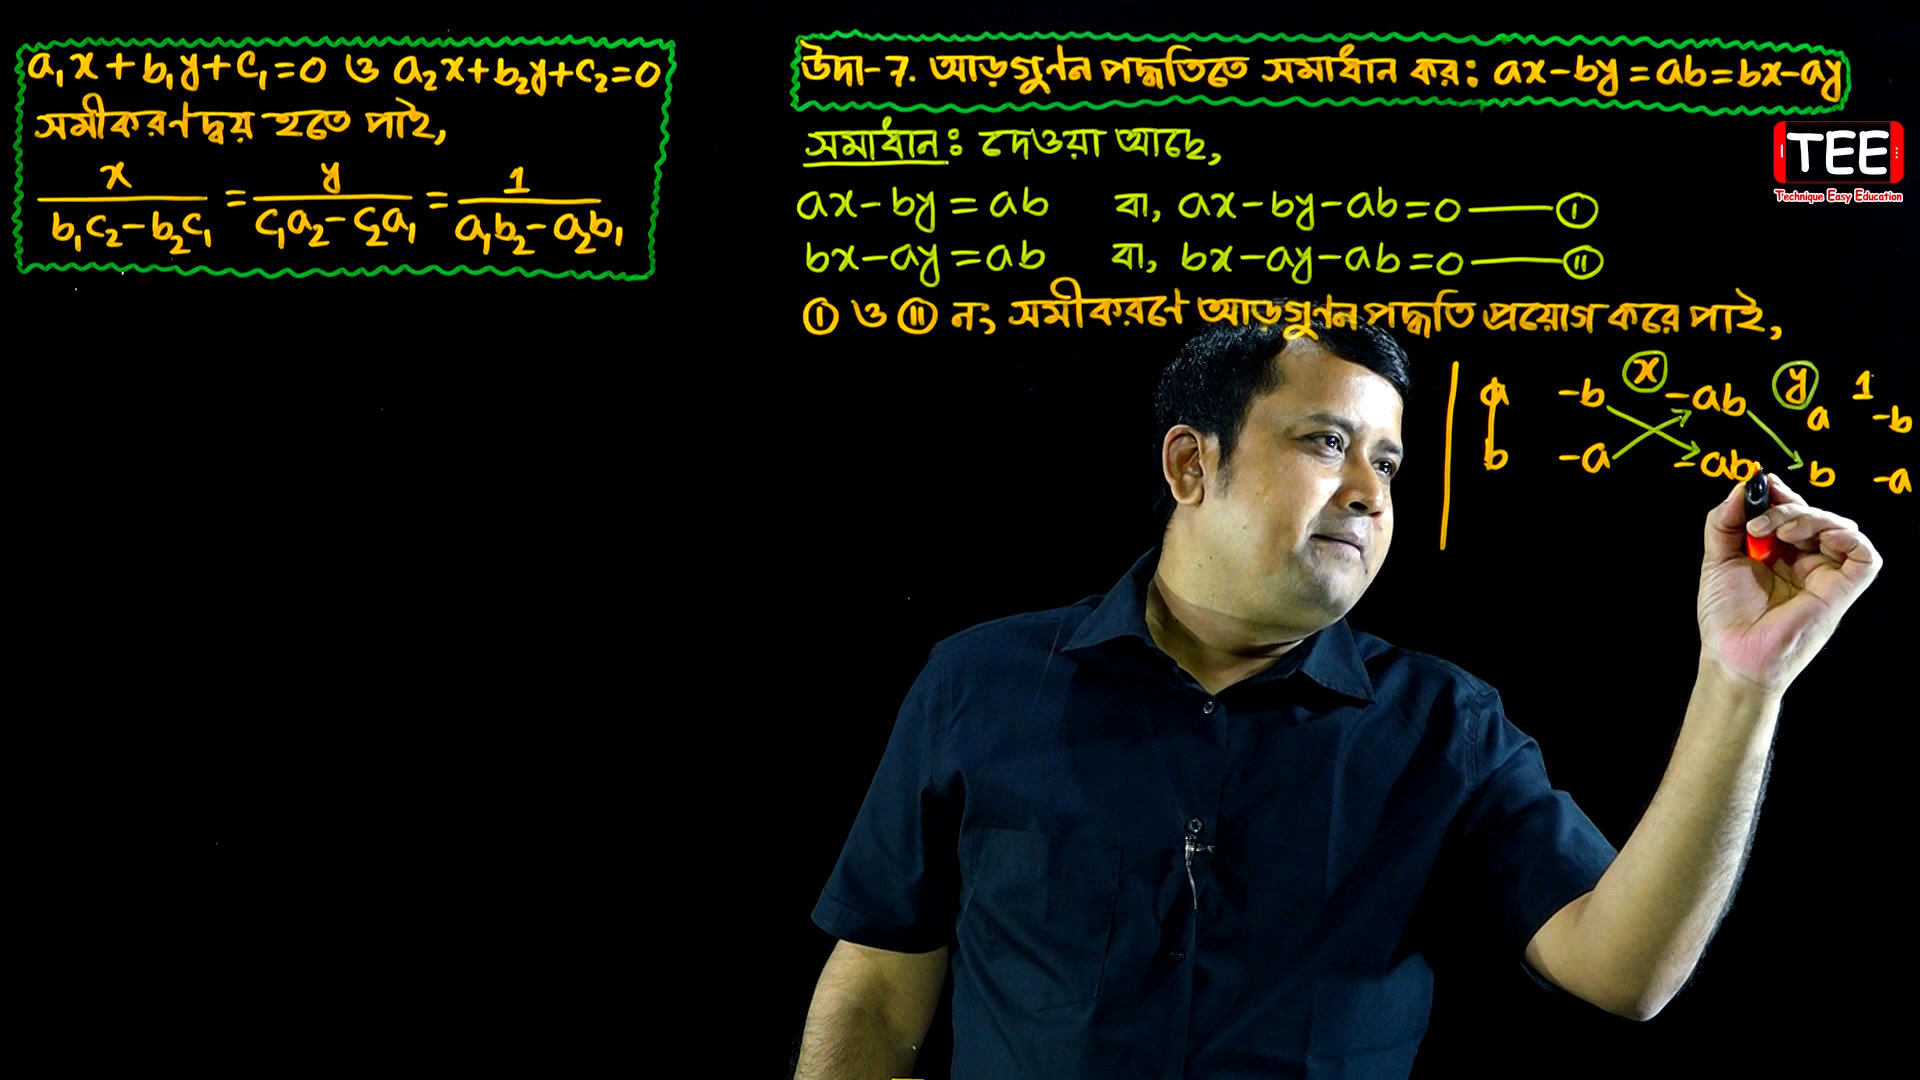 a₁x+b₁y+c₁=0 ও a₂x+b₂y+c₂=0
সমীকরণদ্বয় হতে পাই,
x/(b₁c₂-b₂c₁) = y/(c₁a₂-c₂a₁) = 1/(a₁b₂-a₂b₁)
উদা-7. আড়গুণন পদ্ধতিতে সমাধান কর: ax-by=ab=bx-ay
TEE
Technique Easy Education
সমাধান: দেওয়া আছে,
ax-by=ab বা, ax-by-ab=0 —— (i)
bx-ay=ab বা, bx-ay-ab=0 —— (ii)
(i) ও (ii) নং সমীকরণে আড়গুণন পদ্ধতি প্রয়োগ করে পাই,
x y 1
a -b -ab a -b
b -a -ab b -a